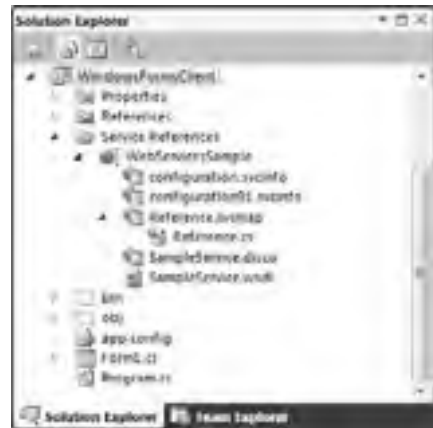 Solution Explorer
WindowsFormsClient
Properties
References
Service References
WebServicesSample
configuration.svcinfo
configuration91.svcinfo
Reference.svcmap
Reference.cs
SampleService.disco
SampleService.wsdl
bin
obj
app.config
Form1.cs
Program.cs
Solution Explorer Team Explorer